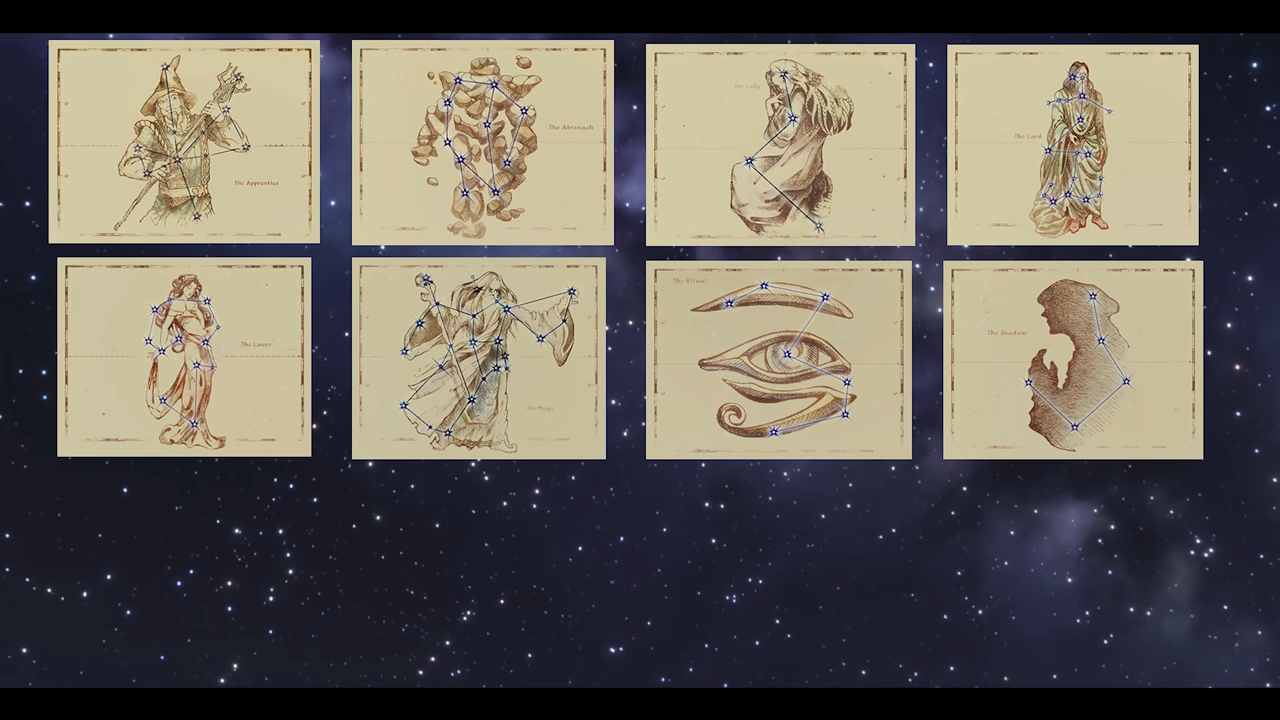 The Apprentice
The Atronach
The Lady
The Lord
The Lover
The Mage
The Ritual
The Shadow